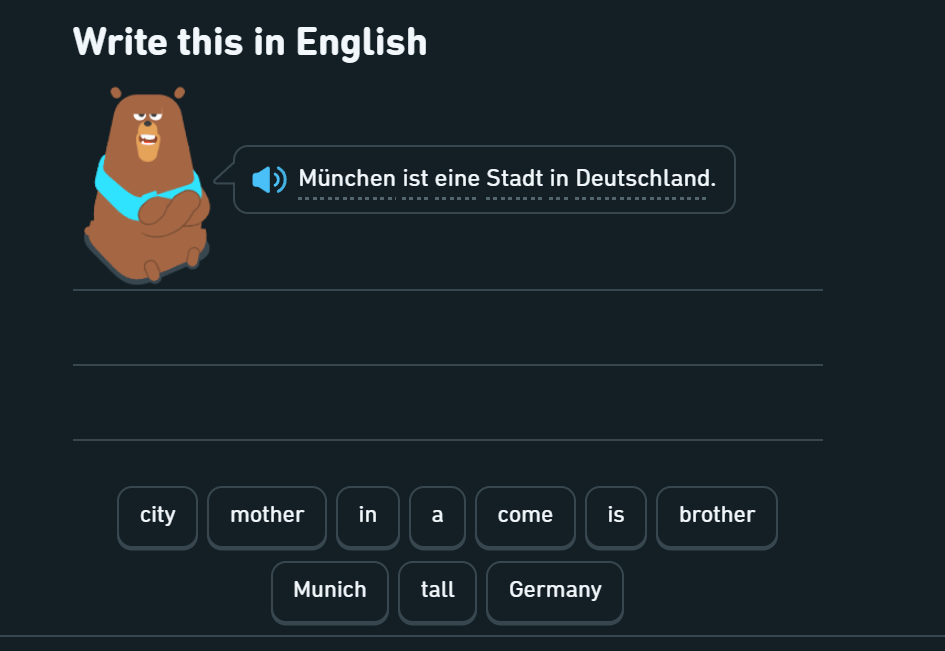 Write this in English
München ist eine Stadt in Deutschland.
city mother in a come is brother
Munich tall Germany